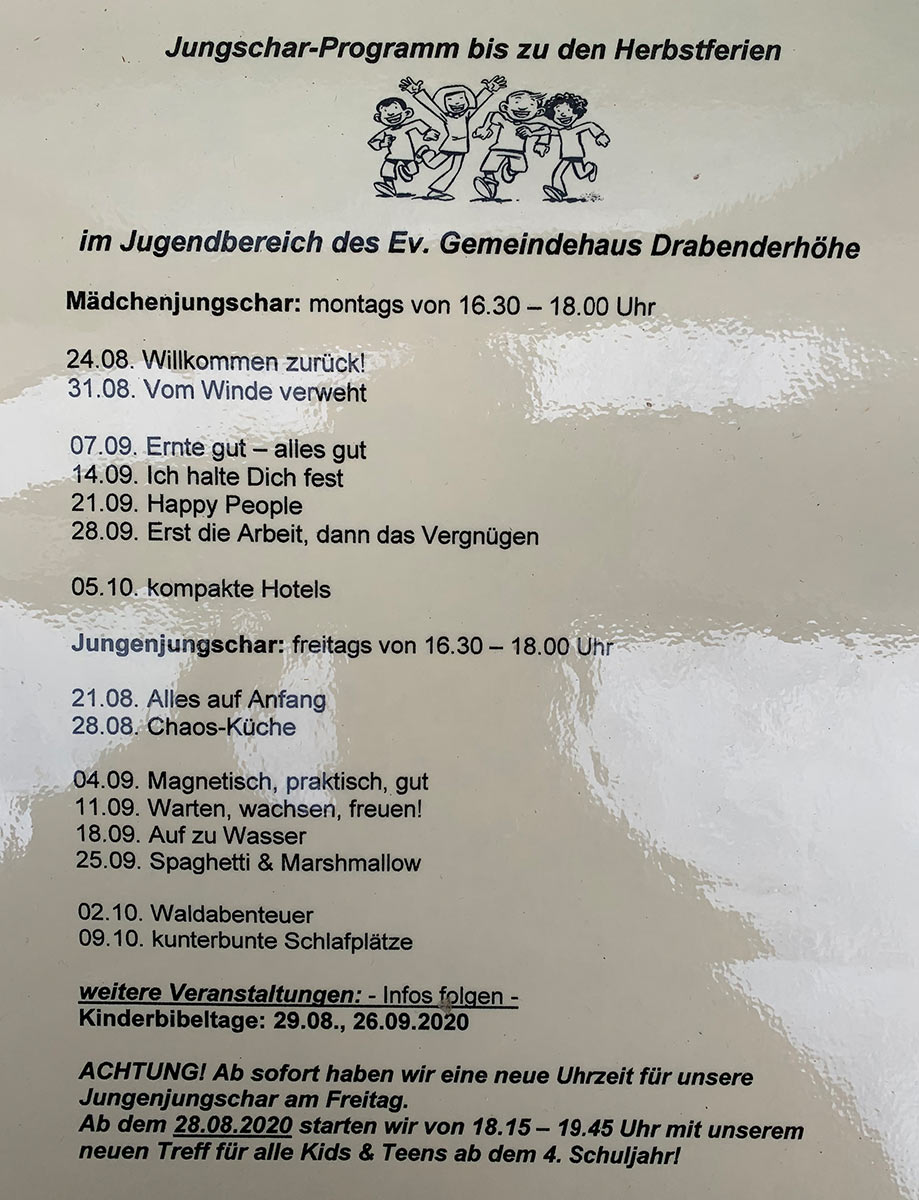 Jungschar-Programm bis zu den Herbstferien
im Jugendbereich des Ev. Gemeindehaus Drabenderhöhe
Mädchenjungschar: montags von 16.30 – 18.00 Uhr
24.08. Willkommen zurück!
31.08. Vom Winde verweht
07.09. Ernte gut – alles gut
14.09. Ich halte Dich fest
21.09. Happy People
28.09. Erst die Arbeit, dann das Vergnügen
05.10. kompakte Hotels
Jungenjungschar: freitags von 16.30 – 18.00 Uhr
21.08. Alles auf Anfang
28.08. Chaos-Küche
04.09. Magnetisch, praktisch, gut
11.09. Warten, wachsen, freuen!
18.09. Auf zu Wasser
25.09. Spaghetti & Marshmallow
02.10. Waldabenteuer
09.10. kunterbunte Schlafplätze
weitere Veranstaltungen: - Infos folgen -
Kinderbibeltage: 29.08., 26.09.2020
ACHTUNG! Ab sofort haben wir eine neue Uhrzeit für unsere
Jungenjungschar am Freitag.
Ab dem 28.08.2020 starten wir von 18.15 – 19.45 Uhr mit unserem
neuen Treff für alle Kids & Teens ab dem 4. Schuljahr!